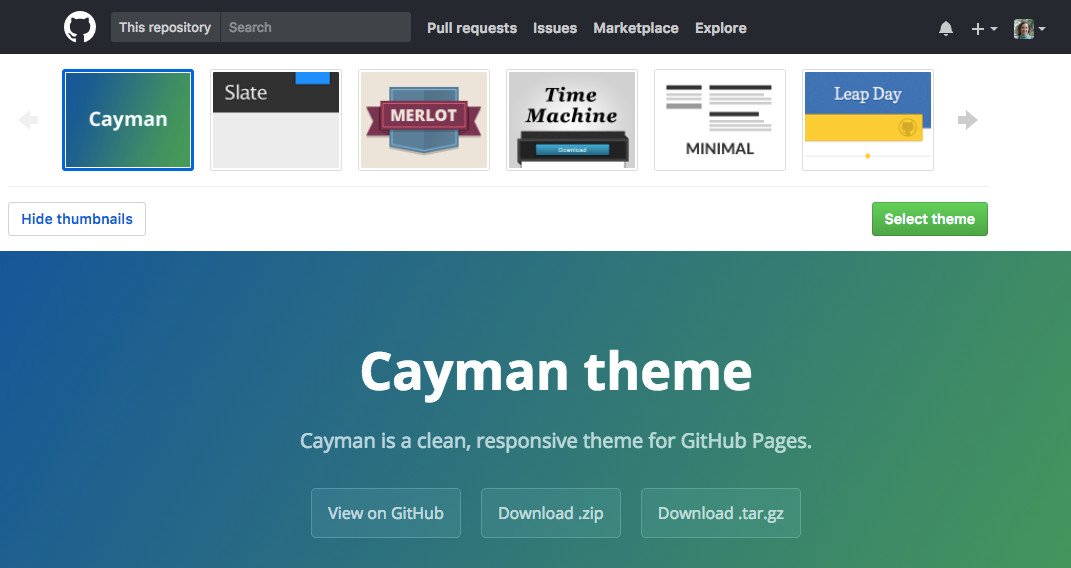 This repository Search Pull requests Issues Marketplace Explore
Cayman
Slate
MERLOT
Time
Machine
Download
MINIMAL
Leap Day
Hide thumbnails
Select theme
Cayman theme
Cayman is a clean, responsive theme for GitHub Pages.
View on GitHub
Download .zip
Download .tar.gz